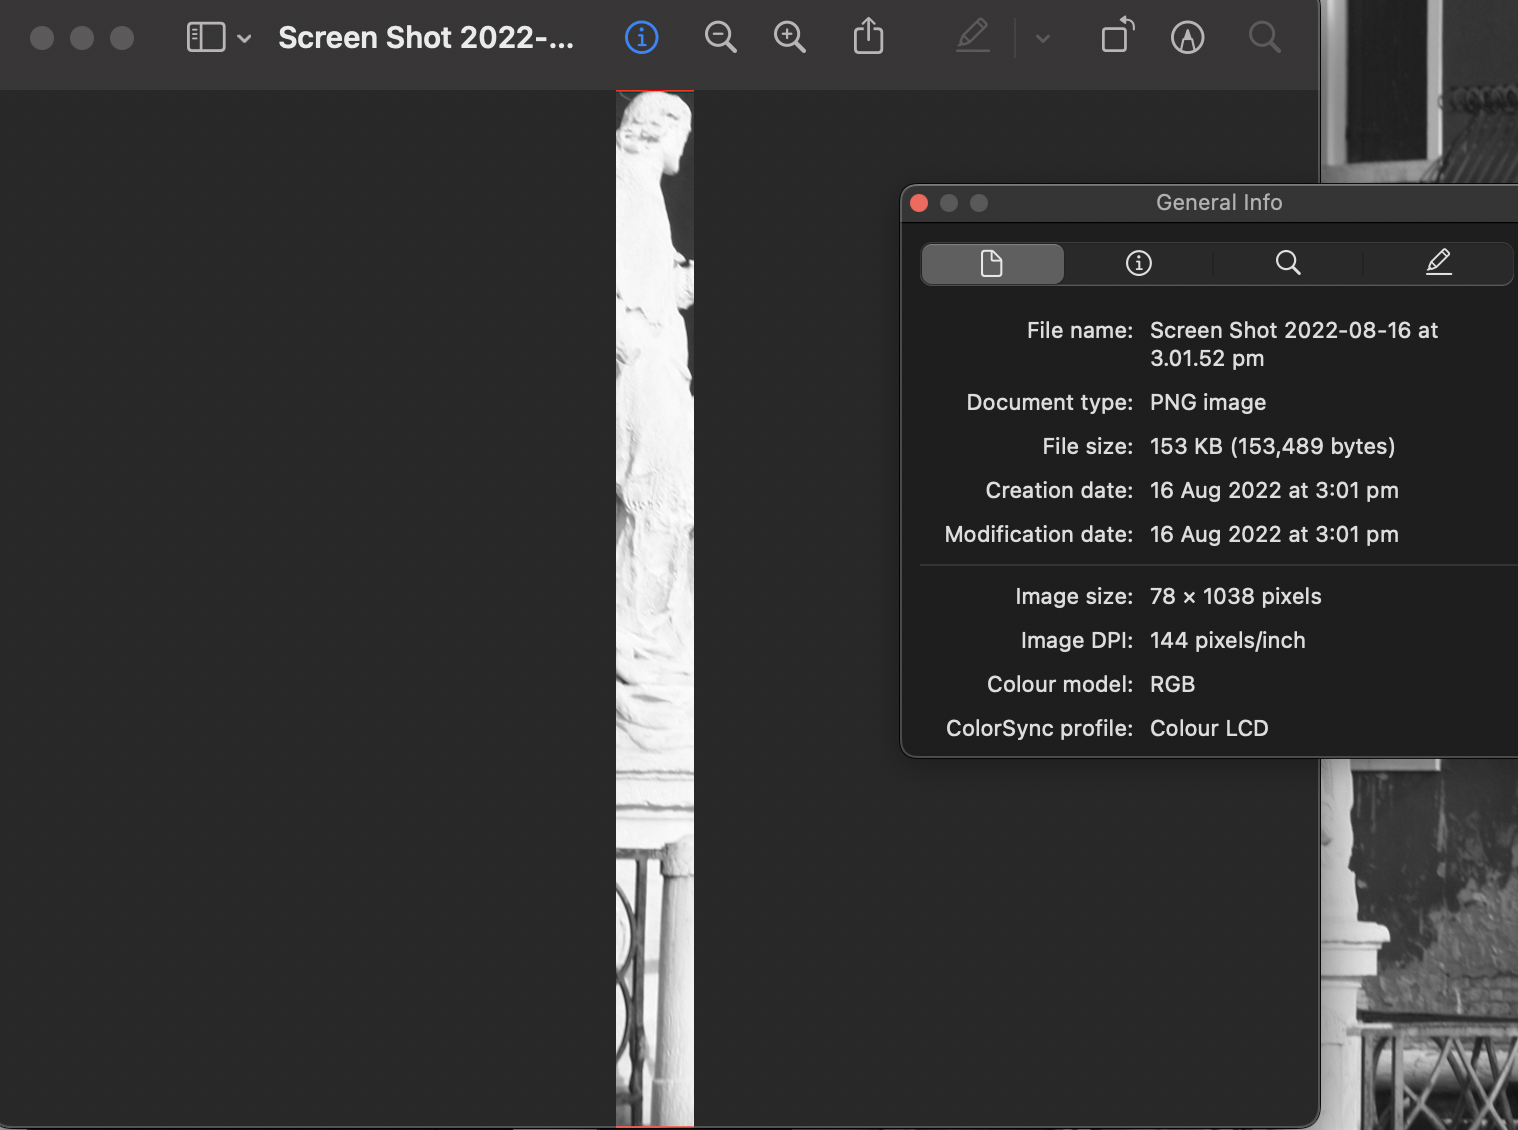 Screen Shot 2022-...
General Info
File name: Screen Shot 2022-08-16 at
3.01.52 pm
Document type: PNG image
File size: 153 KB (153,489 bytes)
Creation date: 16 Aug 2022 at 3:01 pm
Modification date: 16 Aug 2022 at 3:01 pm
Image size: 78 × 1038 pixels
Image DPI: 144 pixels/inch
Colour model: RGB
ColorSync profile: Colour LCD